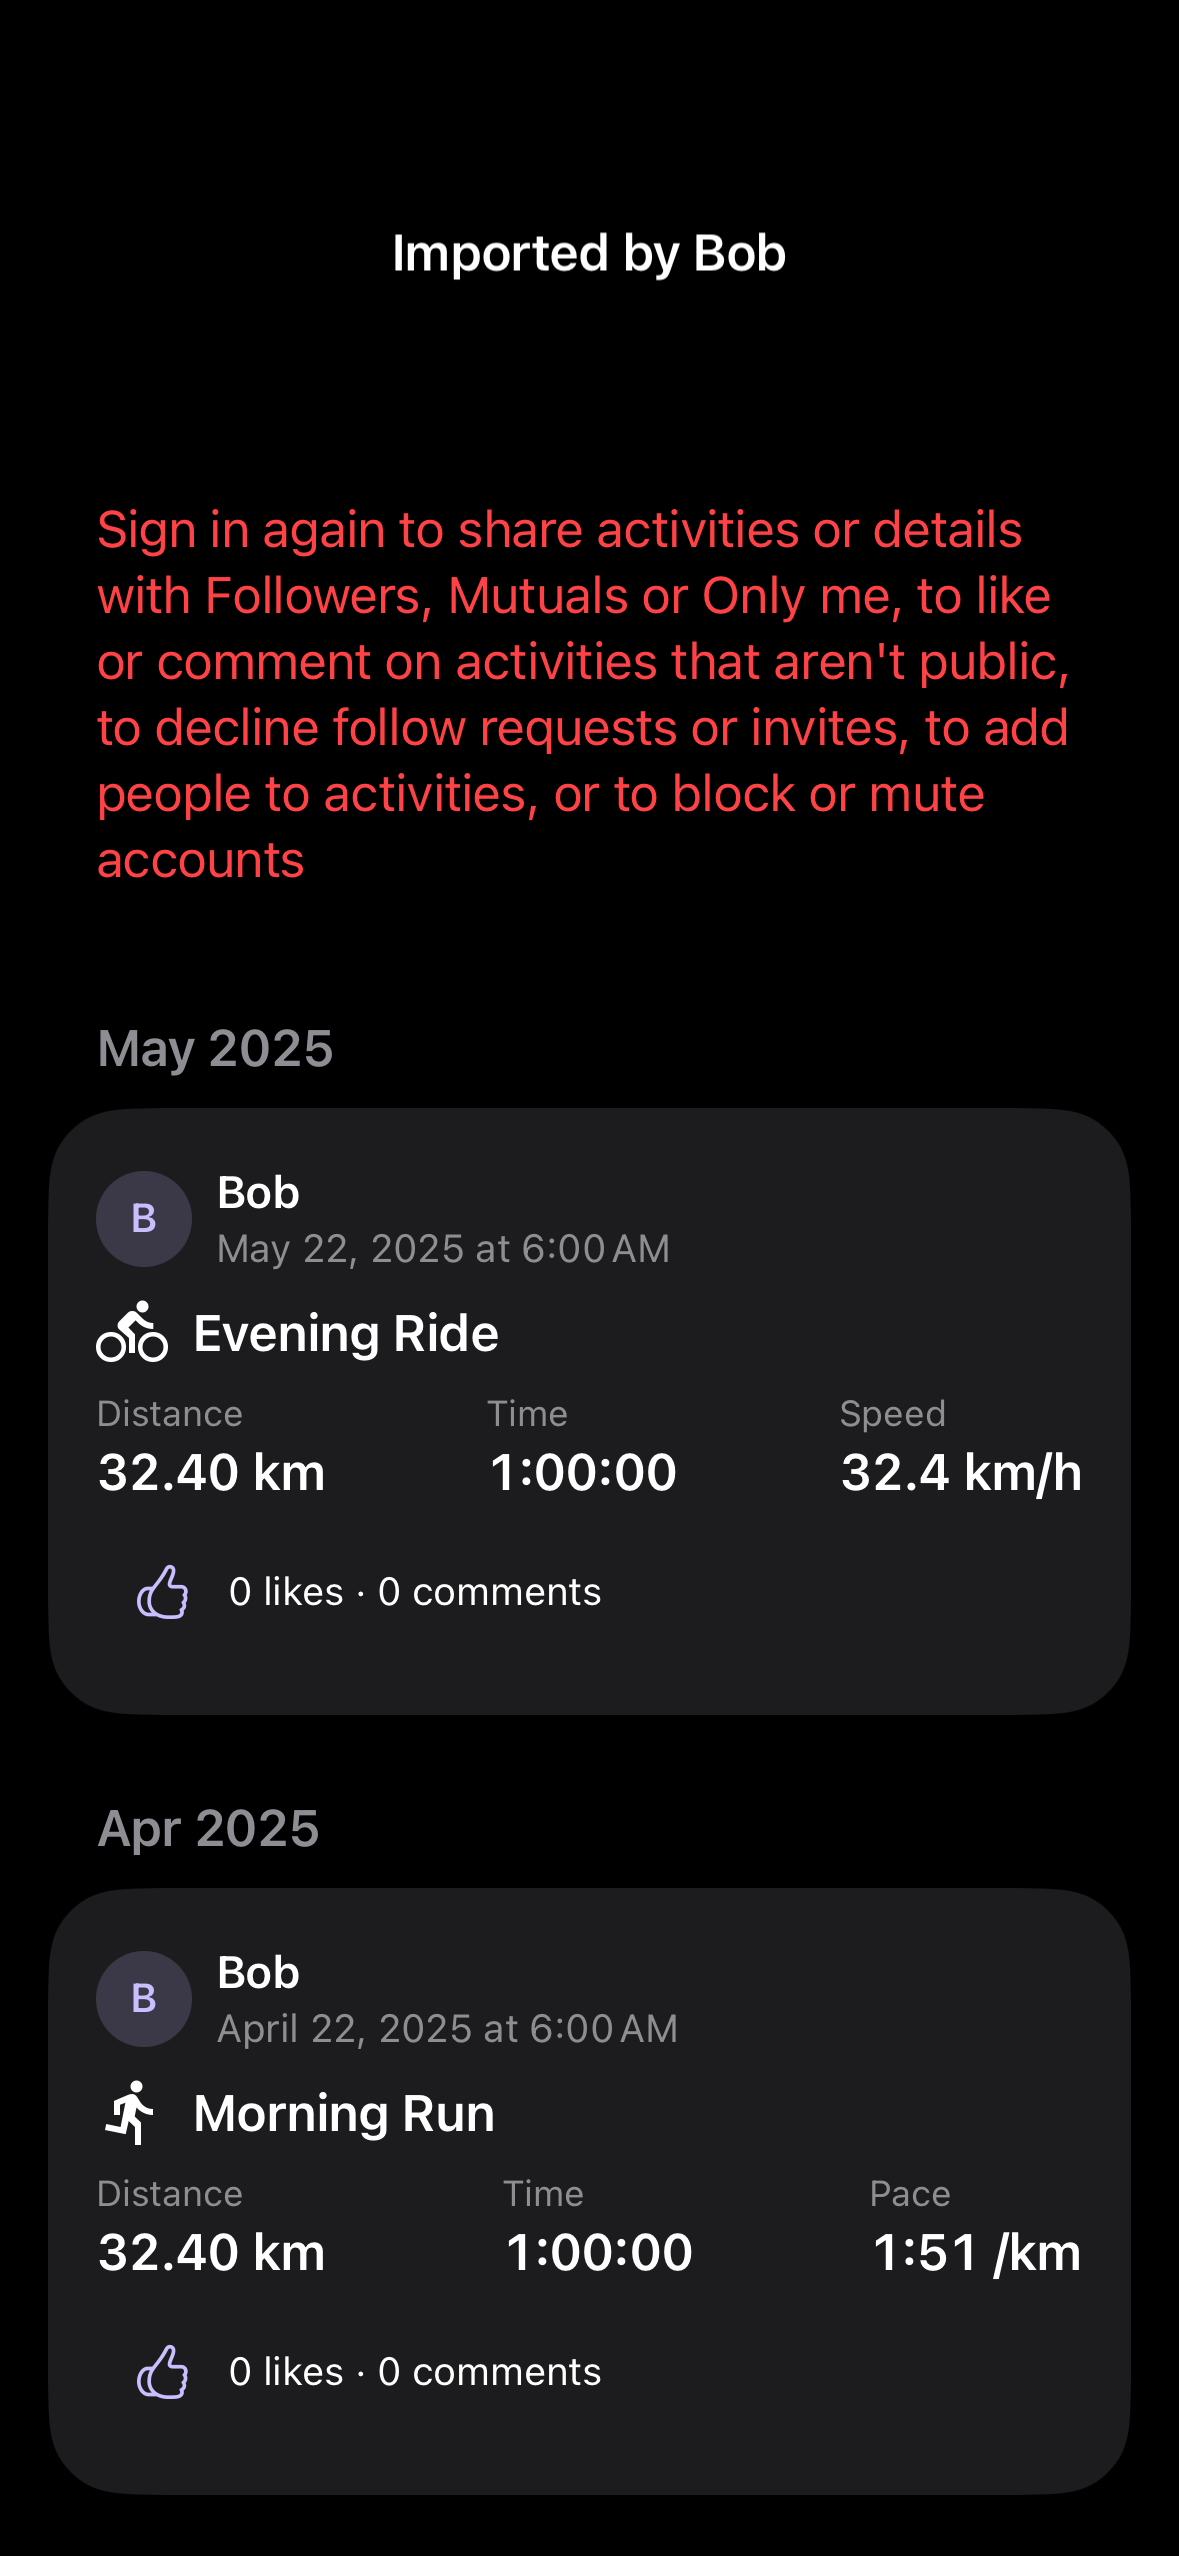 Imported by Bob
Sign in again to share activities or details
with Followers, Mutuals or Only me, to like
or comment on activities that aren't public,
to decline follow requests or invites, to add
people to activities, or to block or mute
accounts
May 2025
B
Bob
May 22, 2025 at 6:00 AM
Evening Ride
Distance Time Speed
32.40 km 1:00:00 32.4 km/h
0 likes · 0 comments
Apr 2025
B
Bob
April 22, 2025 at 6:00 AM
Morning Run
Distance Time Pace
32.40 km 1:00:00 1:51 /km
0 likes · 0 comments